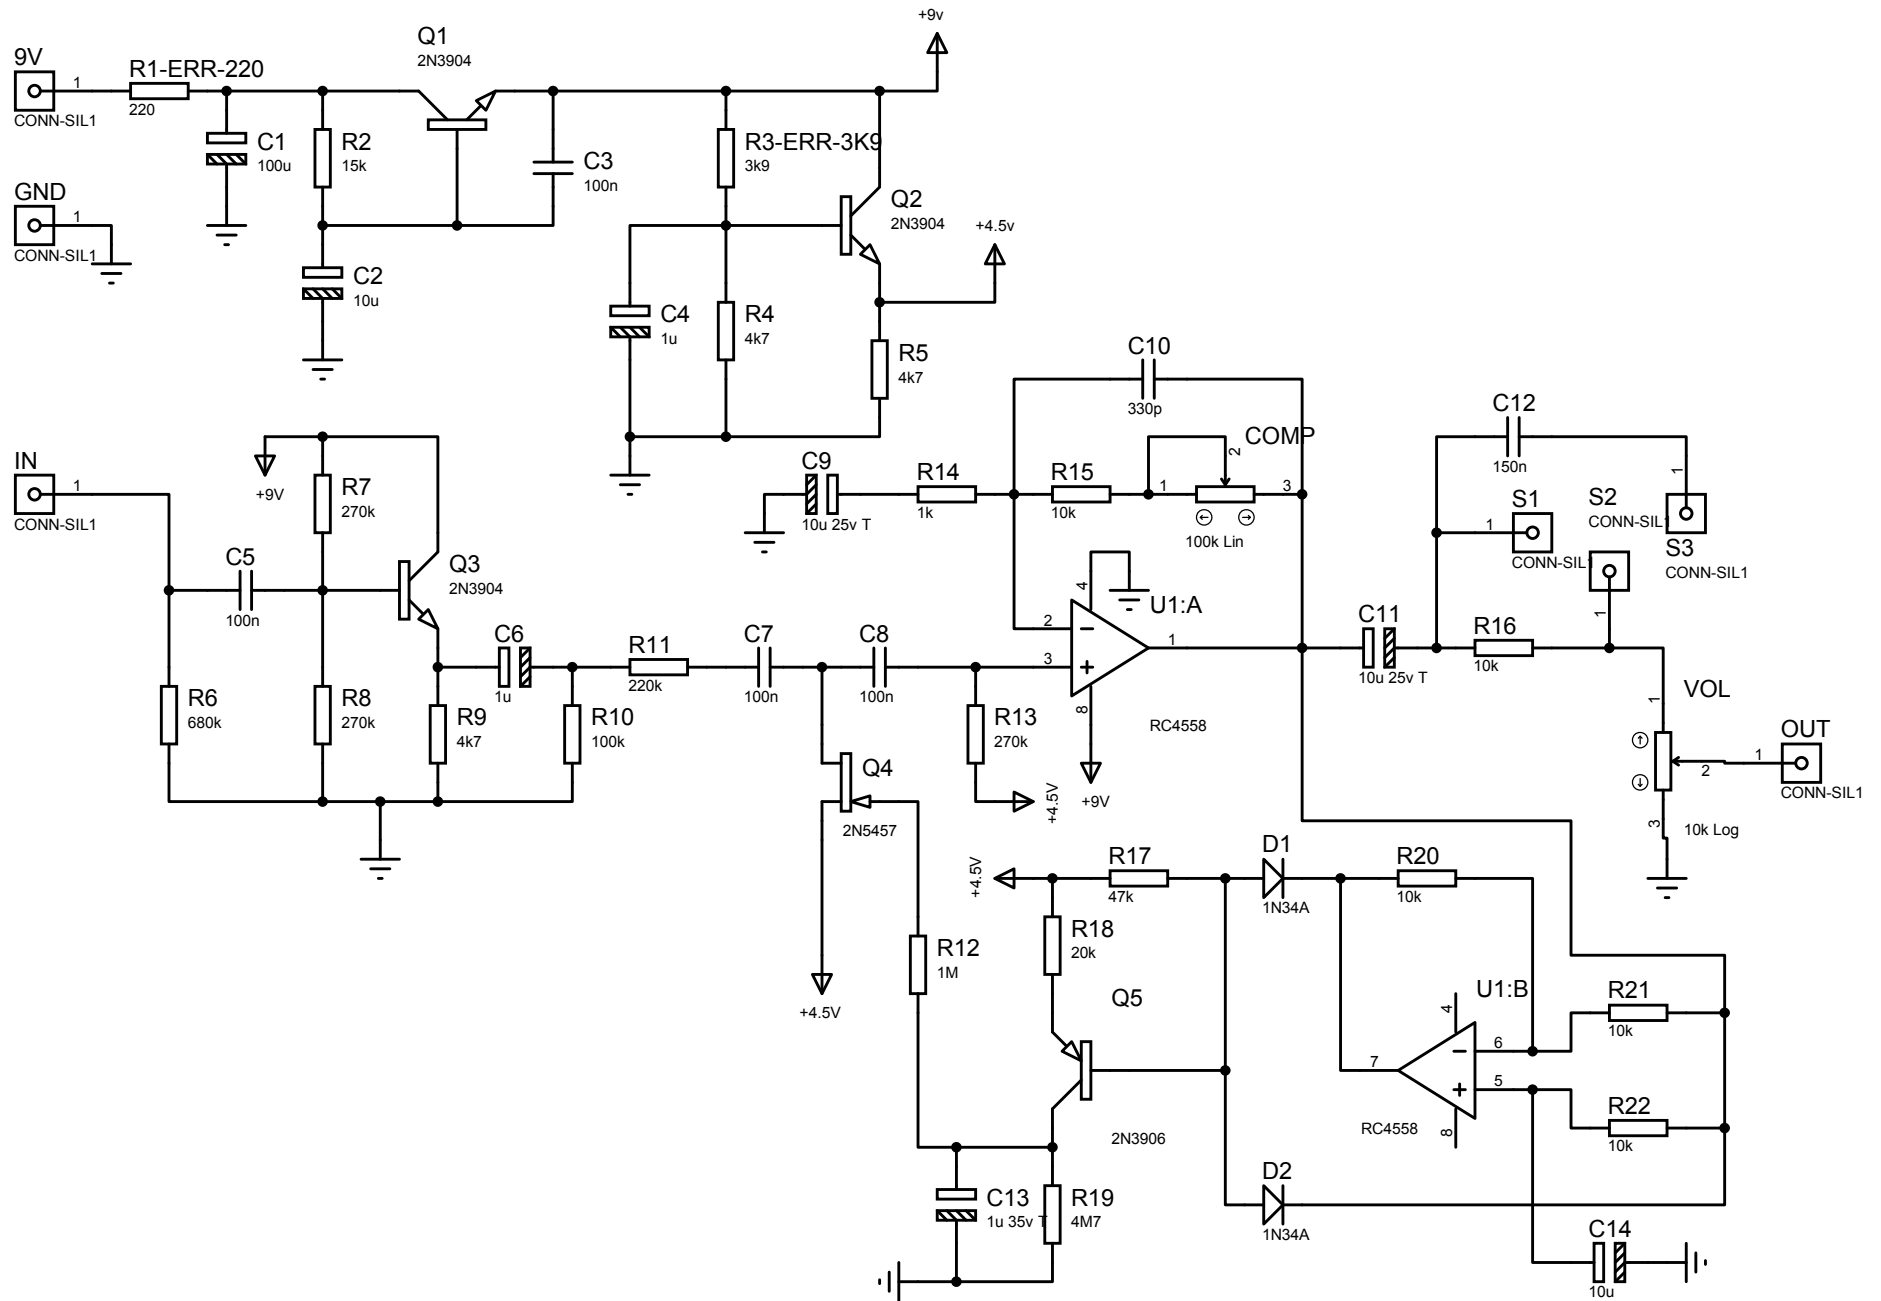 +9v
Q1
2N3904
9V
1
R1-ERR-220
220
CONN-SIL1
C1
100u
R2
15k
C3
100n
R3-ERR-3K9
3k9
GND
1
CONN-SIL1
Q2
2N3904
+4.5v
C2
10u
C4
1u
R4
4k7
R5
4k7
C10
330p
COMP
2
C12
150n
1
IN
1
CONN-SIL1
+9V
R7
270k
C9
10u 25v T
R14
1k
R15
10k
1
3
100k Lin
S1
1
CONN-SIL1
S2
CONN-SIL1
S3
CONN-SIL1
1
C5
100n
Q3
2N3904
4
U1:A
2
3
1
8
RC4558
+9V
C6
1u
R11
220k
C7
100n
C8
100n
C11
10u 25v T
R16
10k
R6
680k
R8
270k
R9
4k7
R10
100k
R13
270k
+4.5V
VOL
1
2
3
10k Log
OUT
1
CONN-SIL1
Q4
2N5457
+4.5V
+4.5V
R17
47k
D1
1N34A
R20
10k
R12
1M
R18
20k
Q5
2N3906
U1:B
4
6
5
7
8
RC4558
R21
10k
R22
10k
C13
1u 35v T
R19
4M7
D2
1N34A
C14
10u